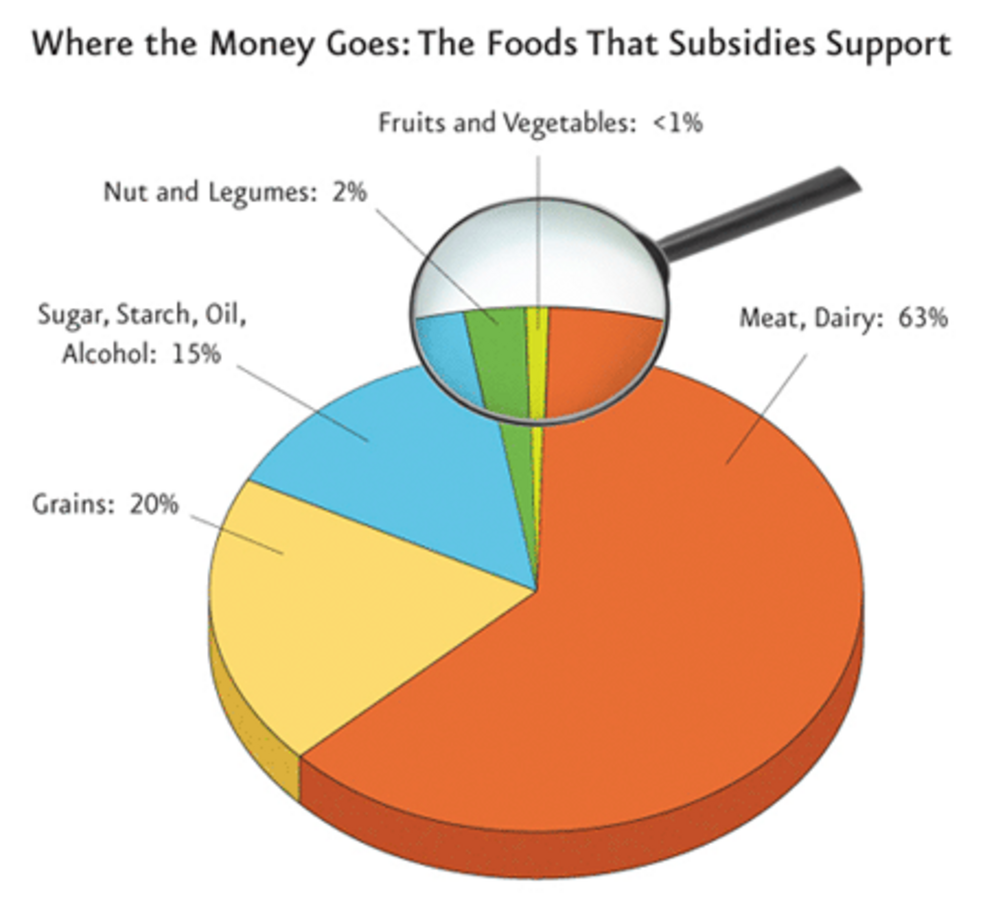 Where the Money Goes: The Foods That Subsidies Support
Fruits and Vegetables: <1%
Nut and Legumes: 2%
Sugar, Starch, Oil,
Alcohol: 15%
Meat, Dairy: 63%
Grains: 20%